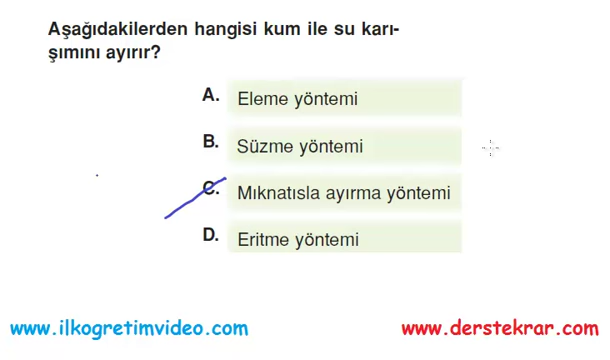 Aşağıdakilerden hangisi kum ile su karı-
şımını ayırır?
A. Eleme yöntemi
B. Süzme yöntemi
C. Mıknatısla ayırma yöntemi
D. Eritme yöntemi
www.ilkogretimvideo.com www.derstekrar.com